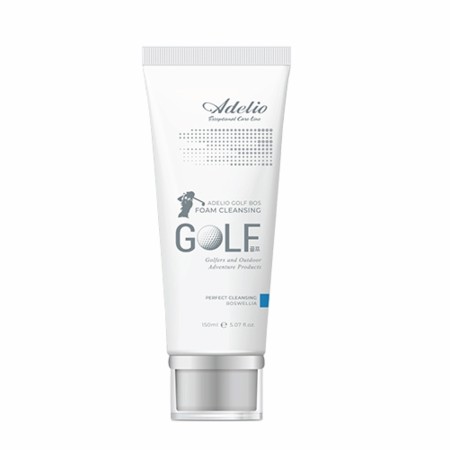 Adelio
Exceptional Care Line
ADELIO GOLF BOS
FOAM CLEANSING
GOLF
Golfers and Outdoor
Adventure Products
PERFECT CLEANSING
BOSWELLIA
150ml ℮ 5.07 fl.oz